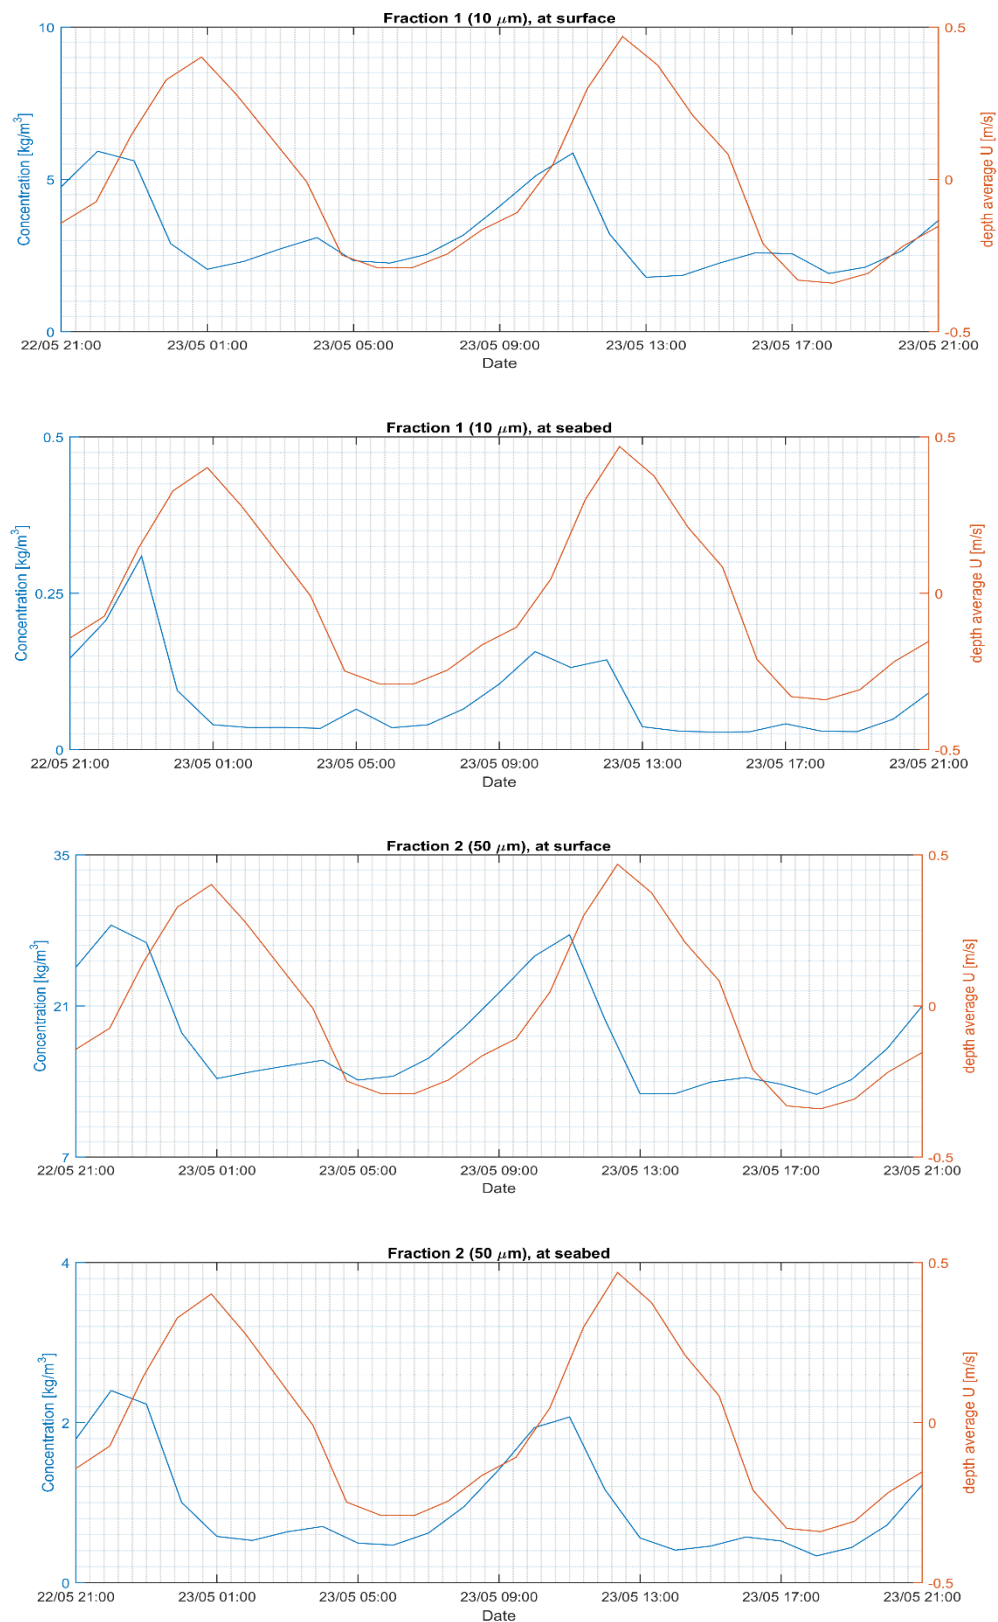 Fraction 1 (10 μm), at surface
10
5
0
Concentration [kg/m³]
0.5
0
-0.5
depth average U [m/s]
22/05 21:00 23/05 01:00 23/05 05:00 23/05 09:00 23/05 13:00 23/05 17:00 23/05 21:00
Date
Fraction 1 (10 μm), at seabed
0.5
0.25
0
Concentration [kg/m³]
0.5
0
-0.5
depth average U [m/s]
22/05 21:00 23/05 01:00 23/05 05:00 23/05 09:00 23/05 13:00 23/05 17:00 23/05 21:00
Date
Fraction 2 (50 μm), at surface
35
21
7
Concentration [kg/m³]
0.5
0
-0.5
depth average U [m/s]
22/05 21:00 23/05 01:00 23/05 05:00 23/05 09:00 23/05 13:00 23/05 17:00 23/05 21:00
Date
Fraction 2 (50 μm), at seabed
4
2
0
Concentration [kg/m³]
0.5
0
-0.5
depth average U [m/s]
22/05 21:00 23/05 01:00 23/05 05:00 23/05 09:00 23/05 13:00 23/05 17:00 23/05 21:00
Date